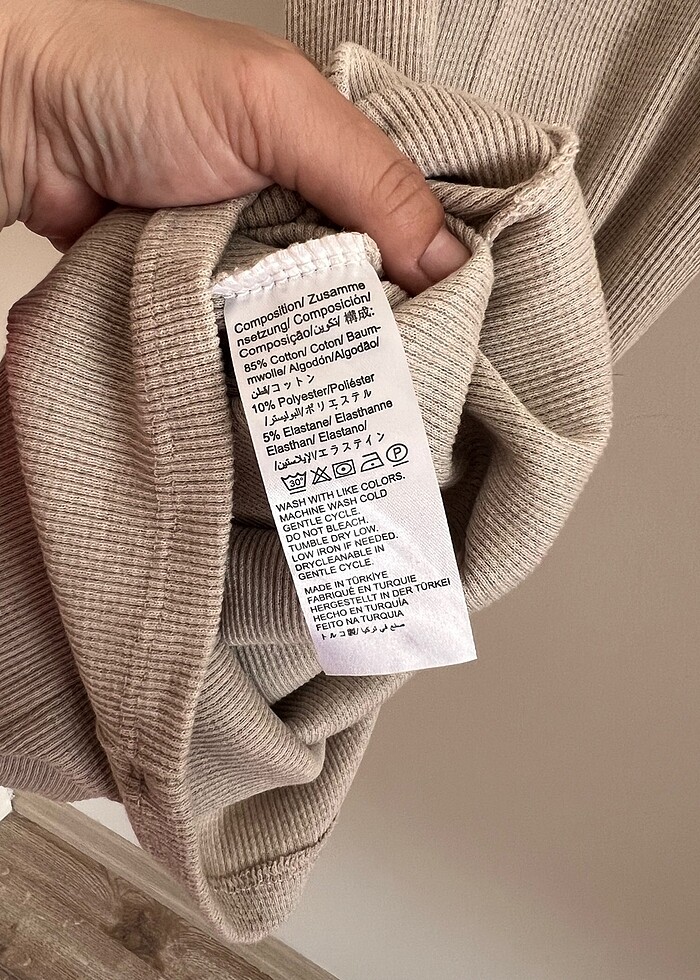 Composition/ Zusamme
nsetzung/ Composición/
Composição/تكوين/ 構成:
85% Cotton/ Coton/ Baum-
mwolle/ Algodón/Algodão/
قطن/コットン
10% Polyester/Poliéster
/البوليستر/ポリエステル
5% Elastane/ Elasthanne
Elasthan/ Elastano/
/الإيلاستين/エラスティン
30°
P
WASH WITH LIKE COLORS.
MACHINE WASH COLD
GENTLE CYCLE.
DO NOT BLEACH.
TUMBLE DRY LOW.
LOW IRON IF NEEDED.
DRYCLEANABLE IN
GENTLE CYCLE.
MADE IN TÜRKİYE
FABRIQUÉ EN TURQUIE
HERGESTELLT IN DER TÜRKEI
HECHO EN TURQUÍA
FEITO NA TURQUIA
トルコ製/ صنع في تركيا